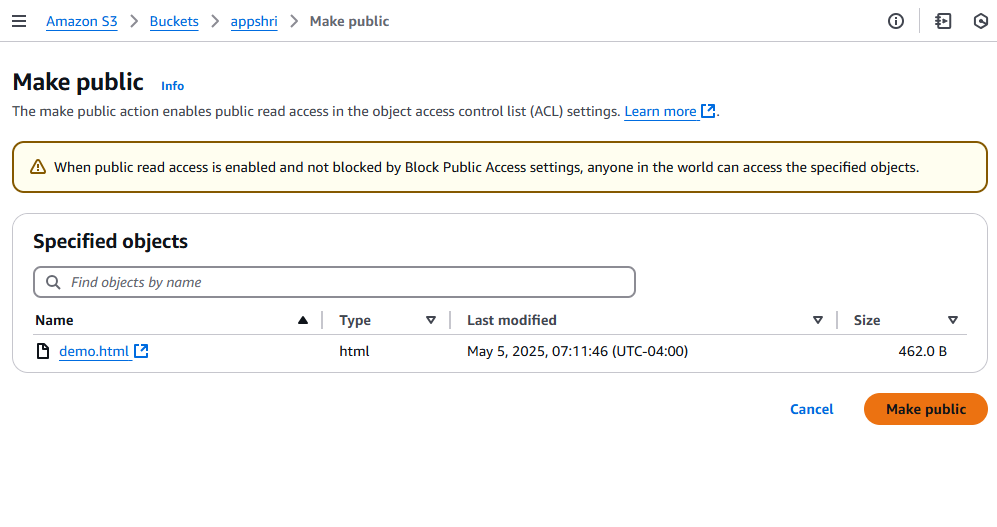 Amazon S3 > Buckets > appshri > Make public
Make public Info
The make public action enables public read access in the object access control list (ACL) settings. Learn more.
When public read access is enabled and not blocked by Block Public Access settings, anyone in the world can access the specified objects.
Specified objects
Find objects by name
Name Type Last modified Size
demo.html html May 5, 2025, 07:11:46 (UTC-04:00) 462.0 B
Cancel Make public